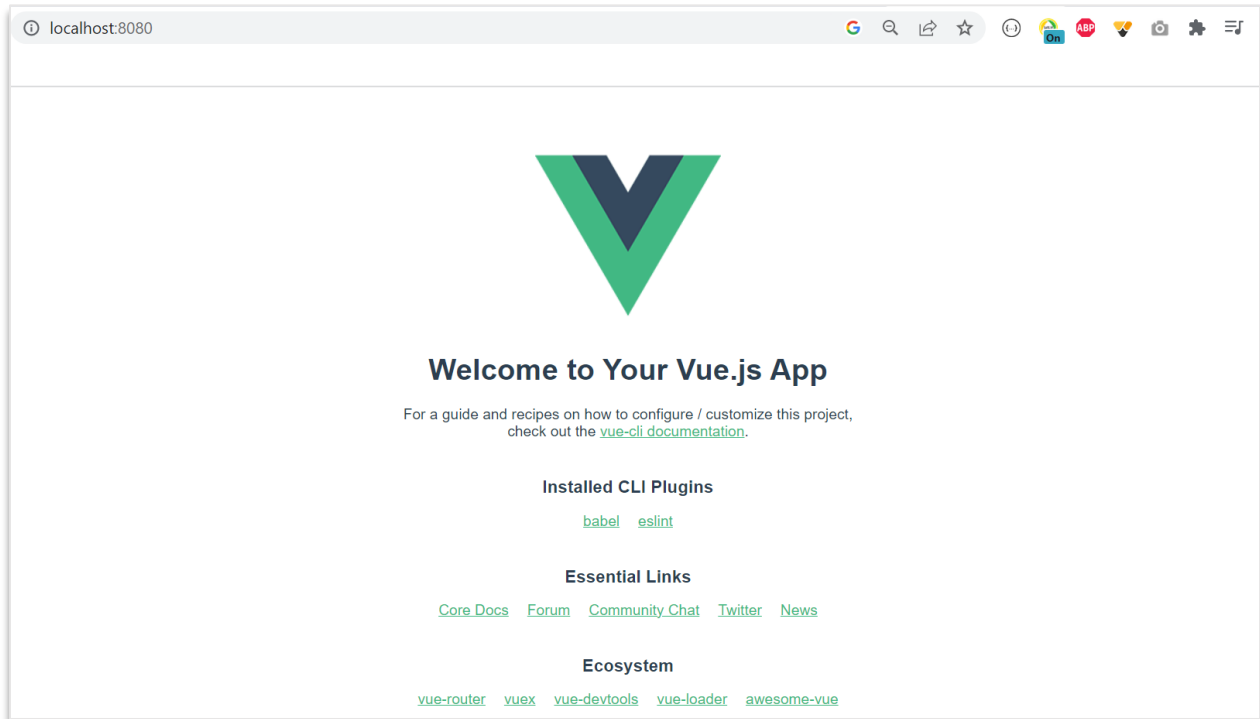 localhost:8080
On
ABP
Welcome to Your Vue.js App
For a guide and recipes on how to configure / customize this project,
check out the vue-cli documentation.
Installed CLI Plugins
babel eslint
Essential Links
Core Docs Forum Community Chat Twitter News
Ecosystem
vue-router vuex vue-devtools vue-loader awesome-vue